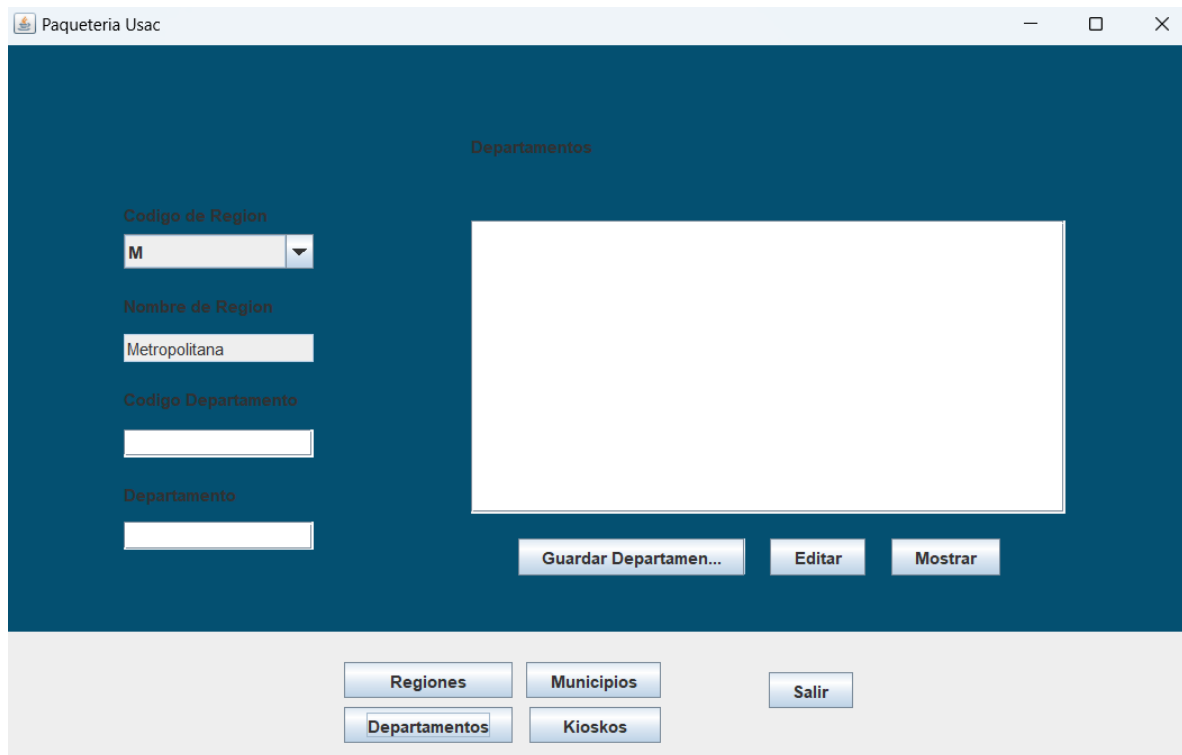 Paqueteria Usac
Departamentos
Codigo de Region
M
Nombre de Region
Metropolitana
Codigo Departamento
Departamento
Guardar Departamen...
Editar
Mostrar
Regiones
Municipios
Salir
Departamentos
Kioskos